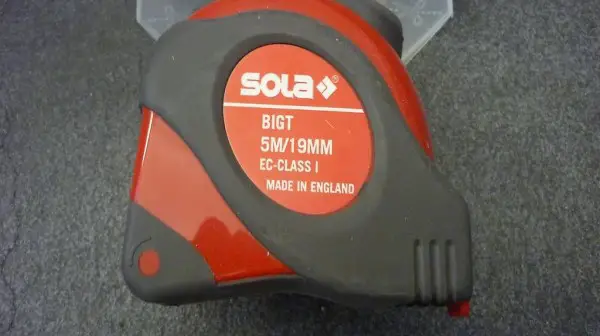 SOLA®
BIGT
5M/19MM
EC-CLASS I
MADE IN ENGLAND